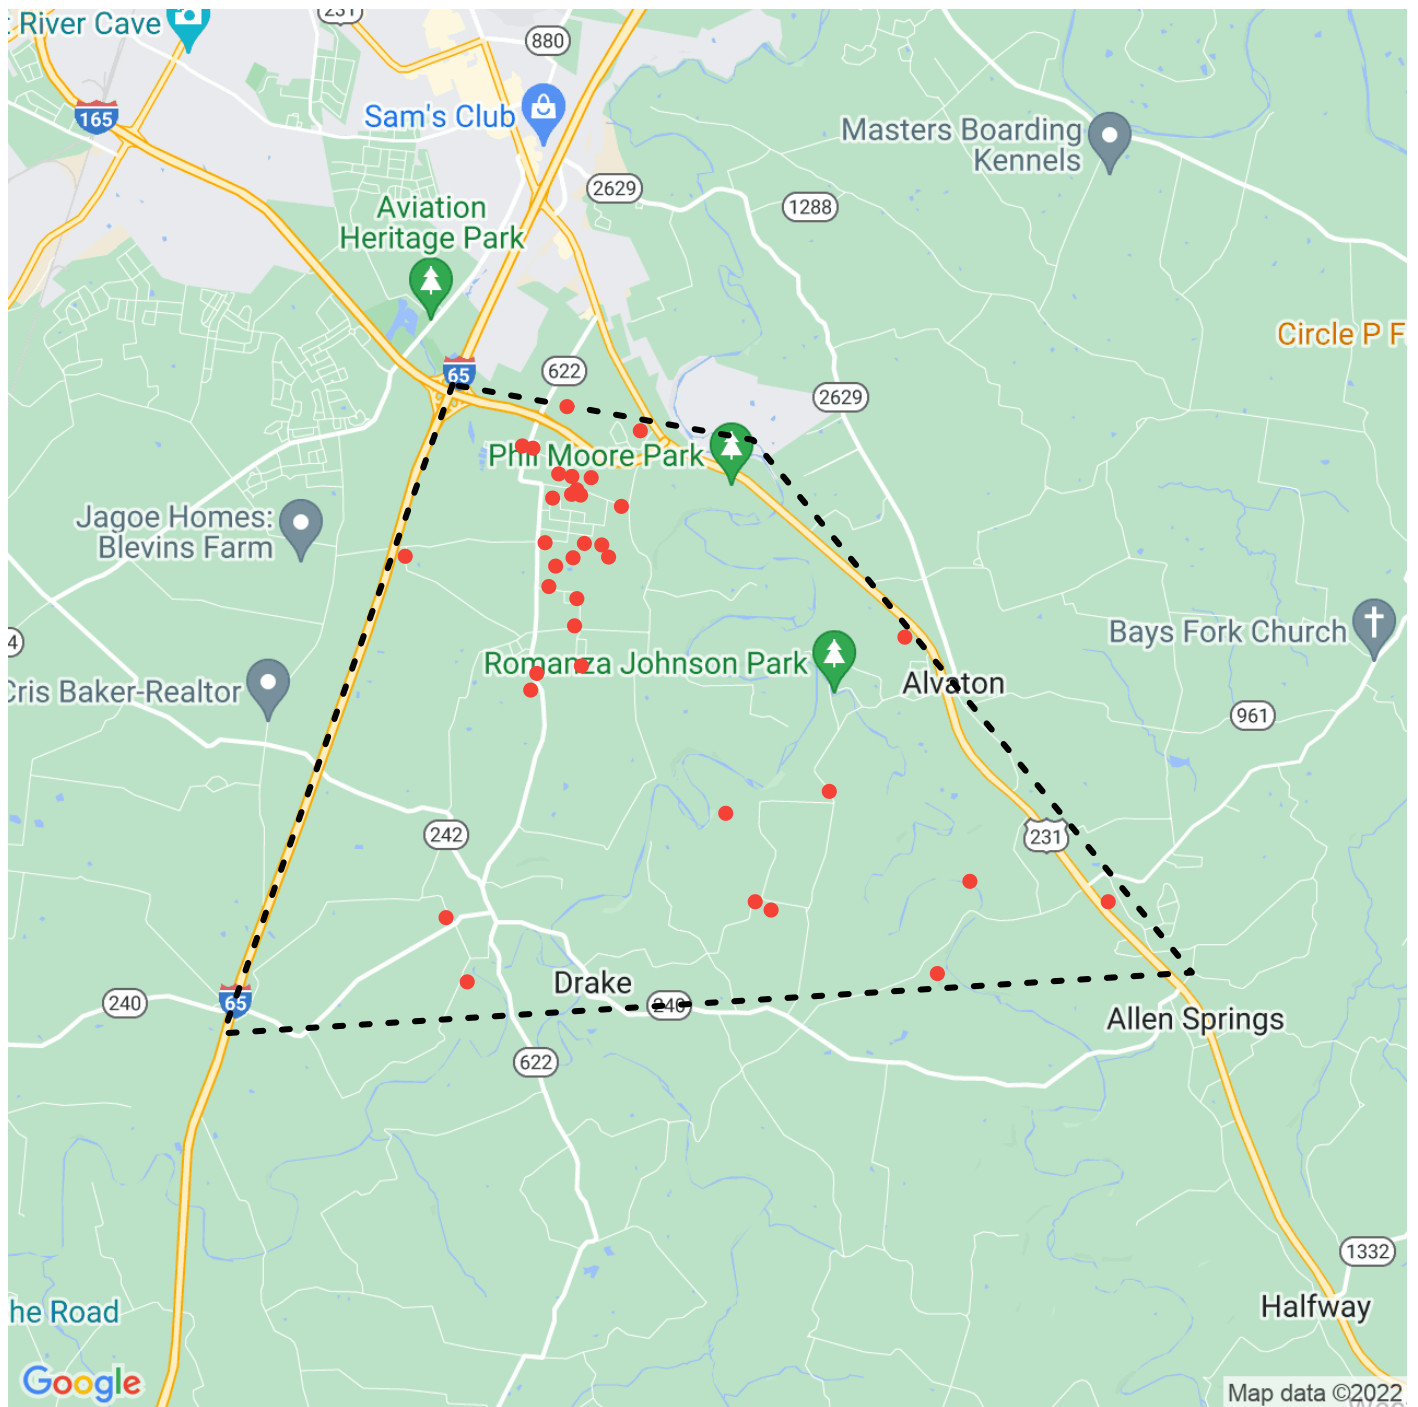 231
River Cave
880
Sam's Club
165
Masters Boarding
Kennels
2629
1288
Aviation
Heritage Park
Circle P F
65
622
2629
Phil Moore Park
Jagoe Homes:
Blevins Farm
4
Bays Fork Church
Romanza Johnson Park
Cris Baker-Realtor
Alvaton
961
242
231
Drake
240
65
240
Allen Springs
622
1332
he Road
Halfway
Google
Map data ©2022